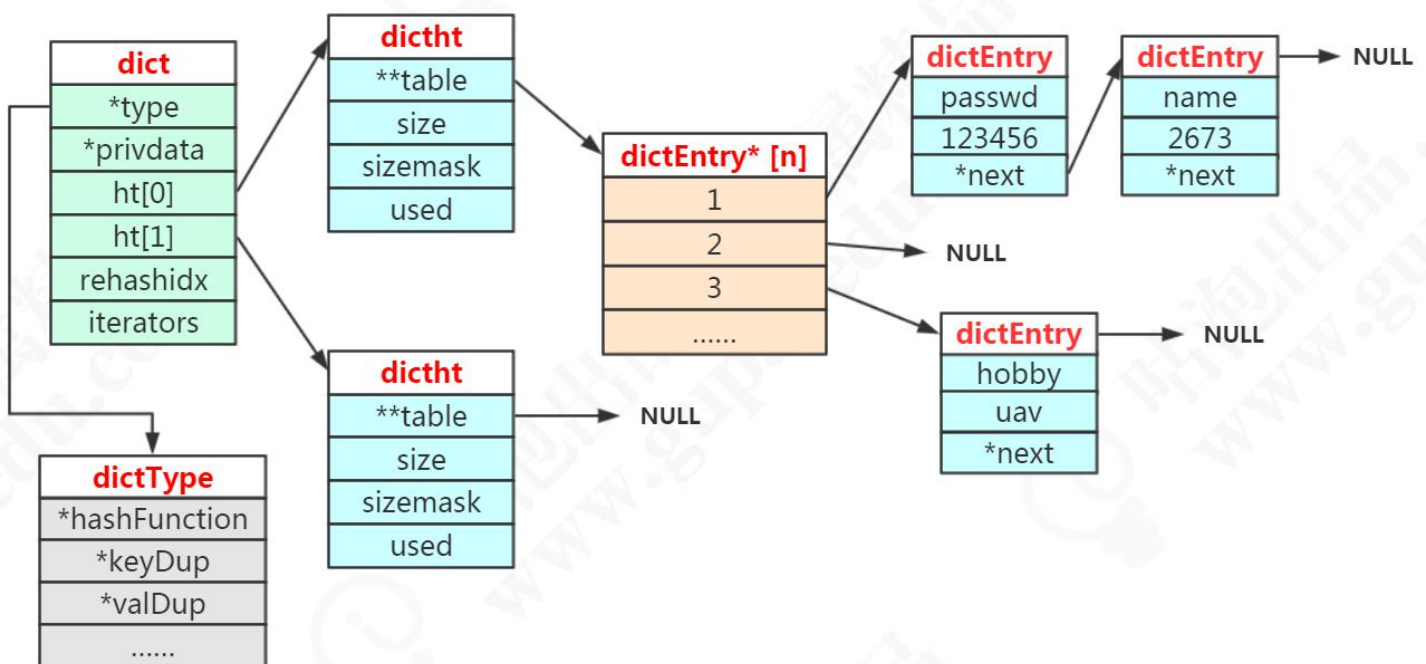 dict
*type
*privdata
ht[0]
ht[1]
rehashidx
iterators
dictType
*hashFunction
*keyDup
*valDup
......
dictht
**table
size
sizemask
used
dictht
**table
size
sizemask
used
NULL
dictEntry* [n]
1
2
3
......
dictEntry
passwd
123456
*next
dictEntry
name
2673
*next
NULL
NULL
dictEntry
hobby
uav
*next
NULL